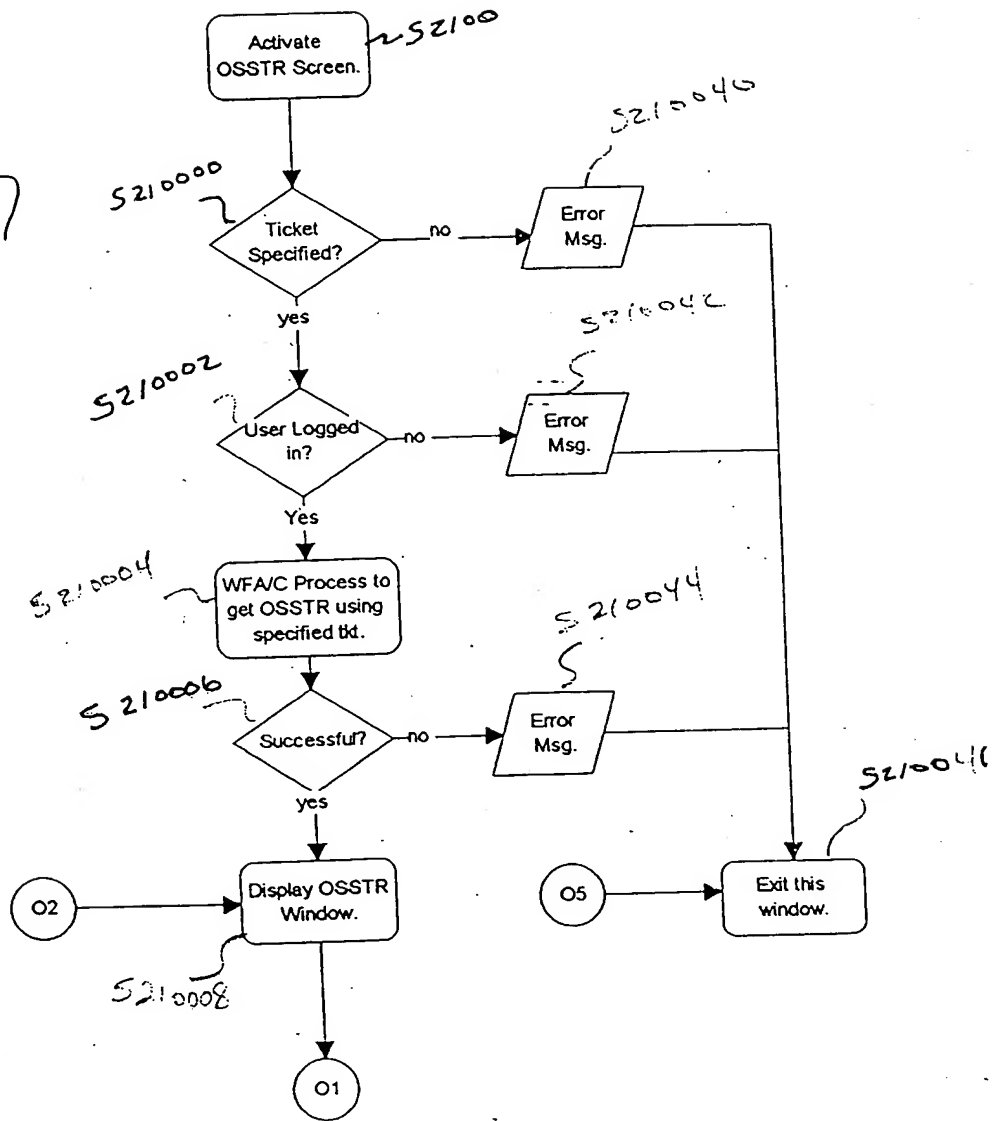 Activate
OSSTR Screen.
S2100
S210040
S210000
Ticket
Specified?
no
Error
Msg.
yes
S210042
S210002
User Logged
in?
no
Error
Msg.
Yes
S210004
WFA/C Process to
get OSSTR using
specified tkt.
S210044
S210006
Successful?
no
Error
Msg.
yes
O2
Display OSSTR
Window.
O5
Exit this
window.
S210008
O1